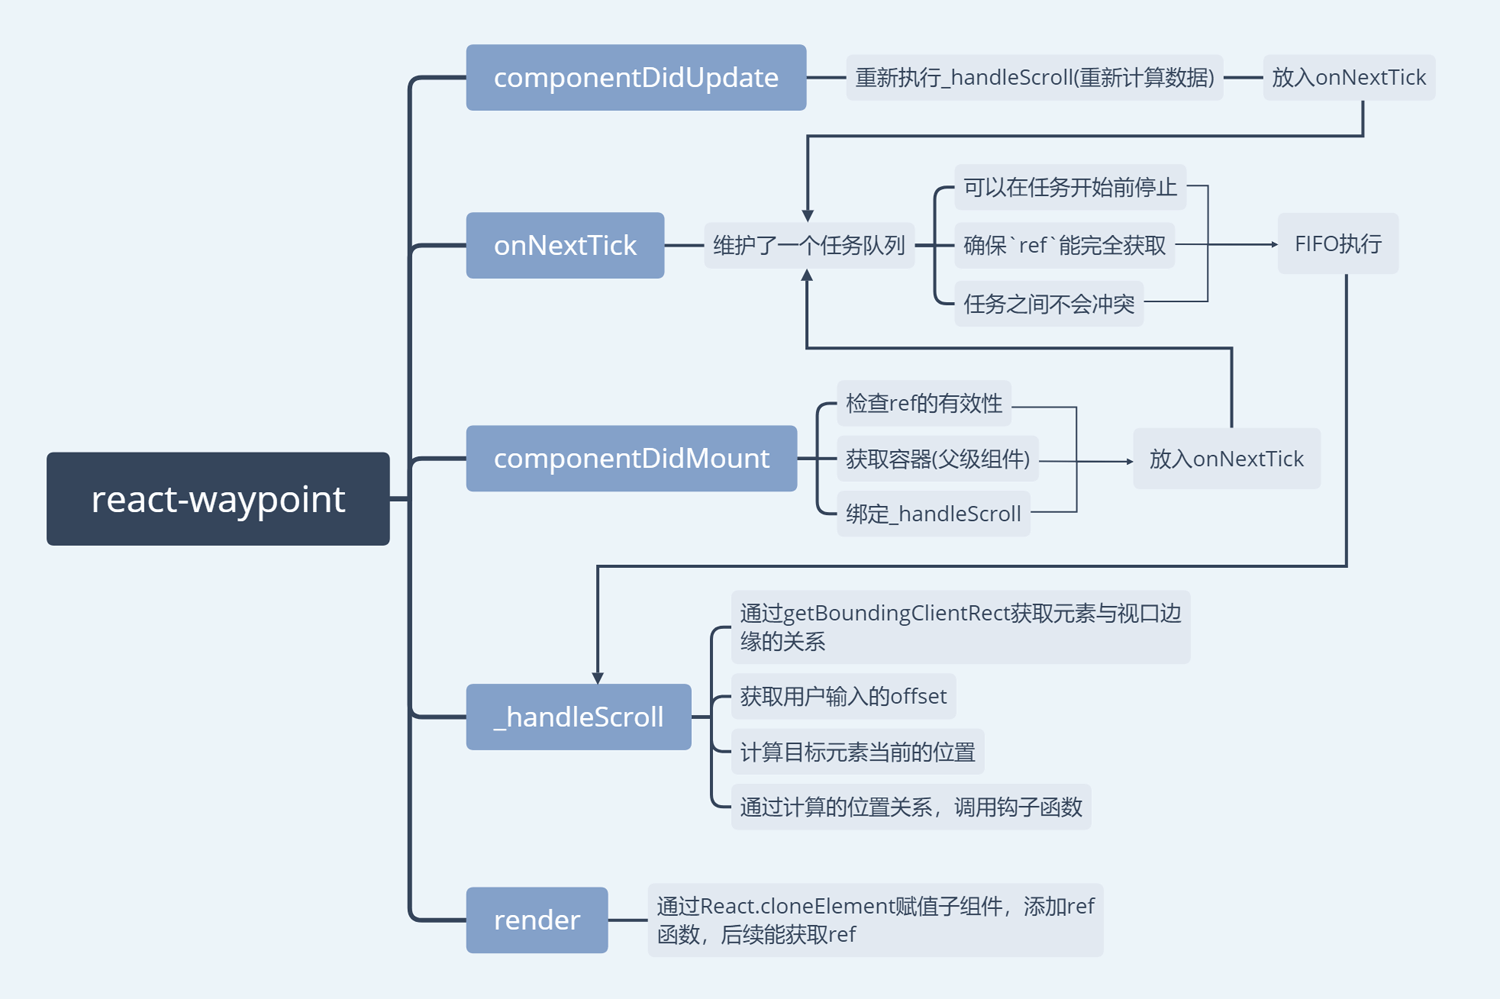 react-waypoint
componentDidUpdate
重新执行_handleScroll(重新计算数据)
放入onNextTick
onNextTick
维护了一个任务队列
可以在任务开始前停止
确保`ref`能完全获取
任务之间不会冲突
FIFO执行
componentDidMount
检查ref的有效性
获取容器(父级组件)
绑定_handleScroll
放入onNextTick
_handleScroll
通过getBoundingClientRect获取元素与视口边
缘的关系
获取用户输入的offset
计算目标元素当前的位置
通过计算的位置关系，调用钩子函数
render
通过React.cloneElement赋值子组件，添加ref
函数，后续能获取ref